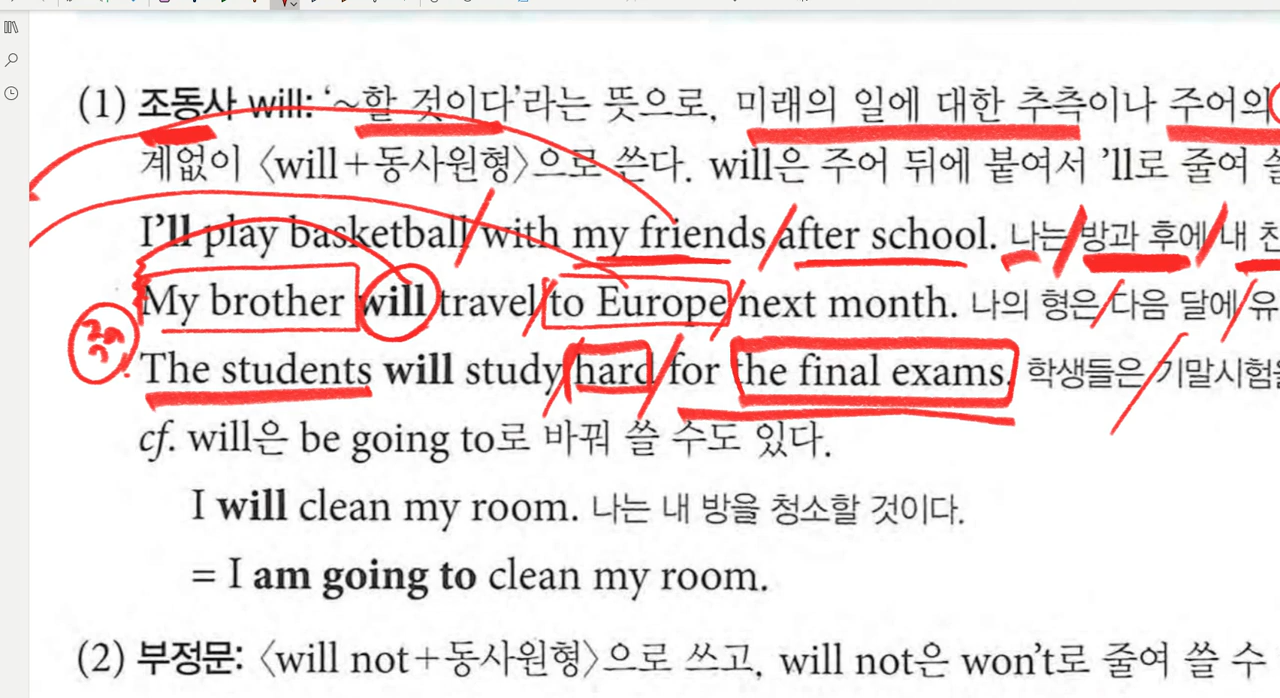 (1) 조동사 will: ‘~할 것이다’라는 뜻으로, 미래의 일에 대한 추측이나 주어의
계없이 〈will+동사원형〉으로 쓴다. will은 주어 뒤에 붙여서 ’ll로 줄여 쓸
I’ll play basketball/with my friends/after school. 나는/방과 후에/내 친
My brother will travel/to Europe/next month. 나의 형은/다음 달에/유
The students will study/hard/for the final exams. 학생들은/기말시험을
cf. will은 be going to로 바꿔 쓸 수도 있다.
I will clean my room. 나는 내 방을 청소할 것이다.
= I am going to clean my room.
(2) 부정문: 〈will not+동사원형〉으로 쓰고, will not은 won’t로 줄여 쓸 수